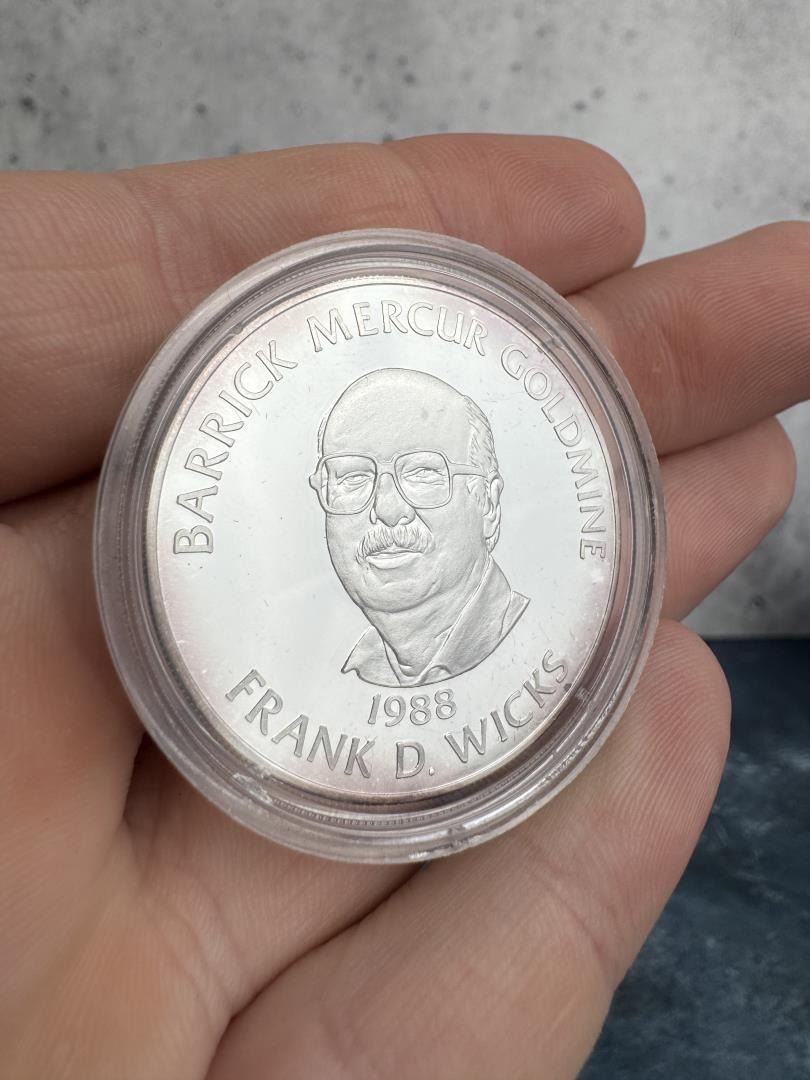 BARRICK MERCUR GOLDMINE
1988
FRANK D. WICKS